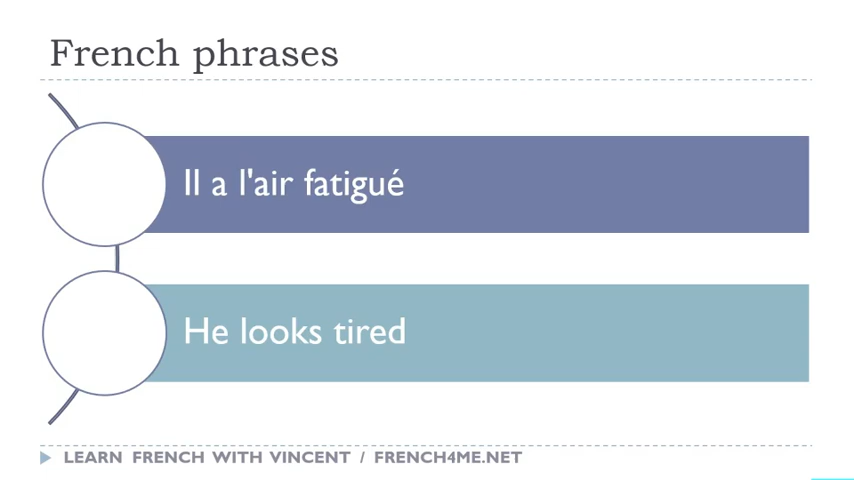 French phrases
Il a l'air fatigué
He looks tired
LEARN FRENCH WITH VINCENT / FRENCH4ME.NET